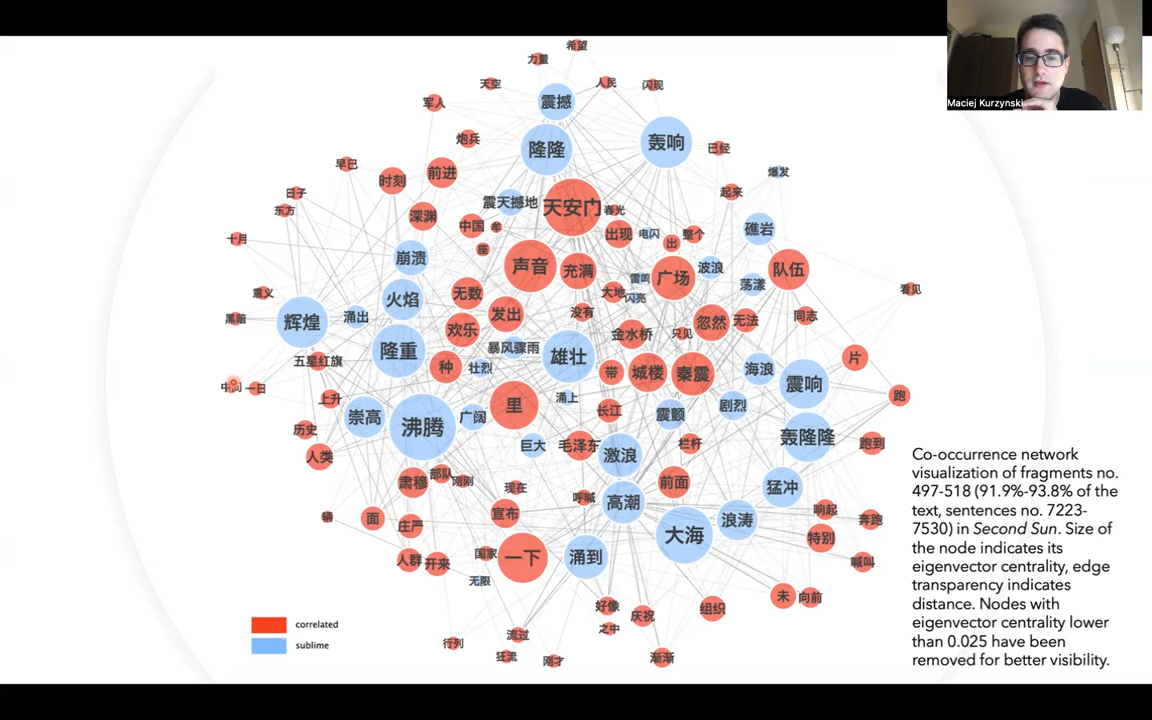 希望
力量
天空
人民
闪现
Maciej Kurzynski
军人
震撼
炮兵
隆隆
轰响
已经
早已
时刻
前进
爆发
日子
震天撼地
天安门
起来
东方
深渊
春光
十月
中国
牟
出现
电闪
整个
礁岩
座
出
崩溃
声音
充满
雷鸣
广场
波浪
队伍
意义
火焰
无数
大地
闪亮
荡漾
看见
黑暗
辉煌
涌出
发出
没有
欢乐
金水桥
只见
忽然
无法
同志
五星红旗
隆重
暴风骤雨
雄壮
种
壮烈
带
城楼
秦震
海浪
片
一日
震响
上升
涌上
跑
崇高
沸腾
广阔
里
长江
震颤
剧烈
历史
轰隆隆
跑到
人类
巨大
毛泽东
激浪
栏杆
肃穆
部队
刚刚
现在
呼喊
前面
猛冲
高潮
面
庄严
宣布
大海
浪涛
响起
奔跑
特别
人群
开来
国家
一下
涌到
喊叫
无限
好像
庆祝
组织
未
向前
之中
行列
流过
狂流
刚才
渐渐
correlated
sublime
Co-occurrence network
visualization of fragments no.
497-518 (91.9%-93.8% of the
text, sentences no. 7223-
7530) in Second Sun. Size of
the node indicates its
eigenvector centrality, edge
transparency indicates
distance. Nodes with
eigenvector centrality lower
than 0.025 have been
removed for better visibility.